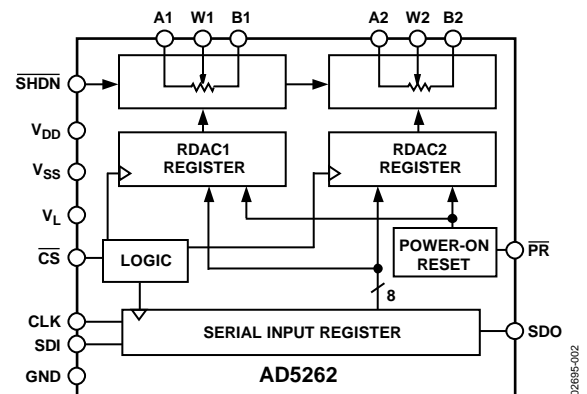 A1 W1 B1 A2 W2 B2
SHDN
VDD
RDAC1
REGISTER
RDAC2
REGISTER
VSS
VL
CS
LOGIC
POWER-ON
RESET
PR
8
CLK
SDI
SERIAL INPUT REGISTER
SDO
GND
AD5262
02695-002